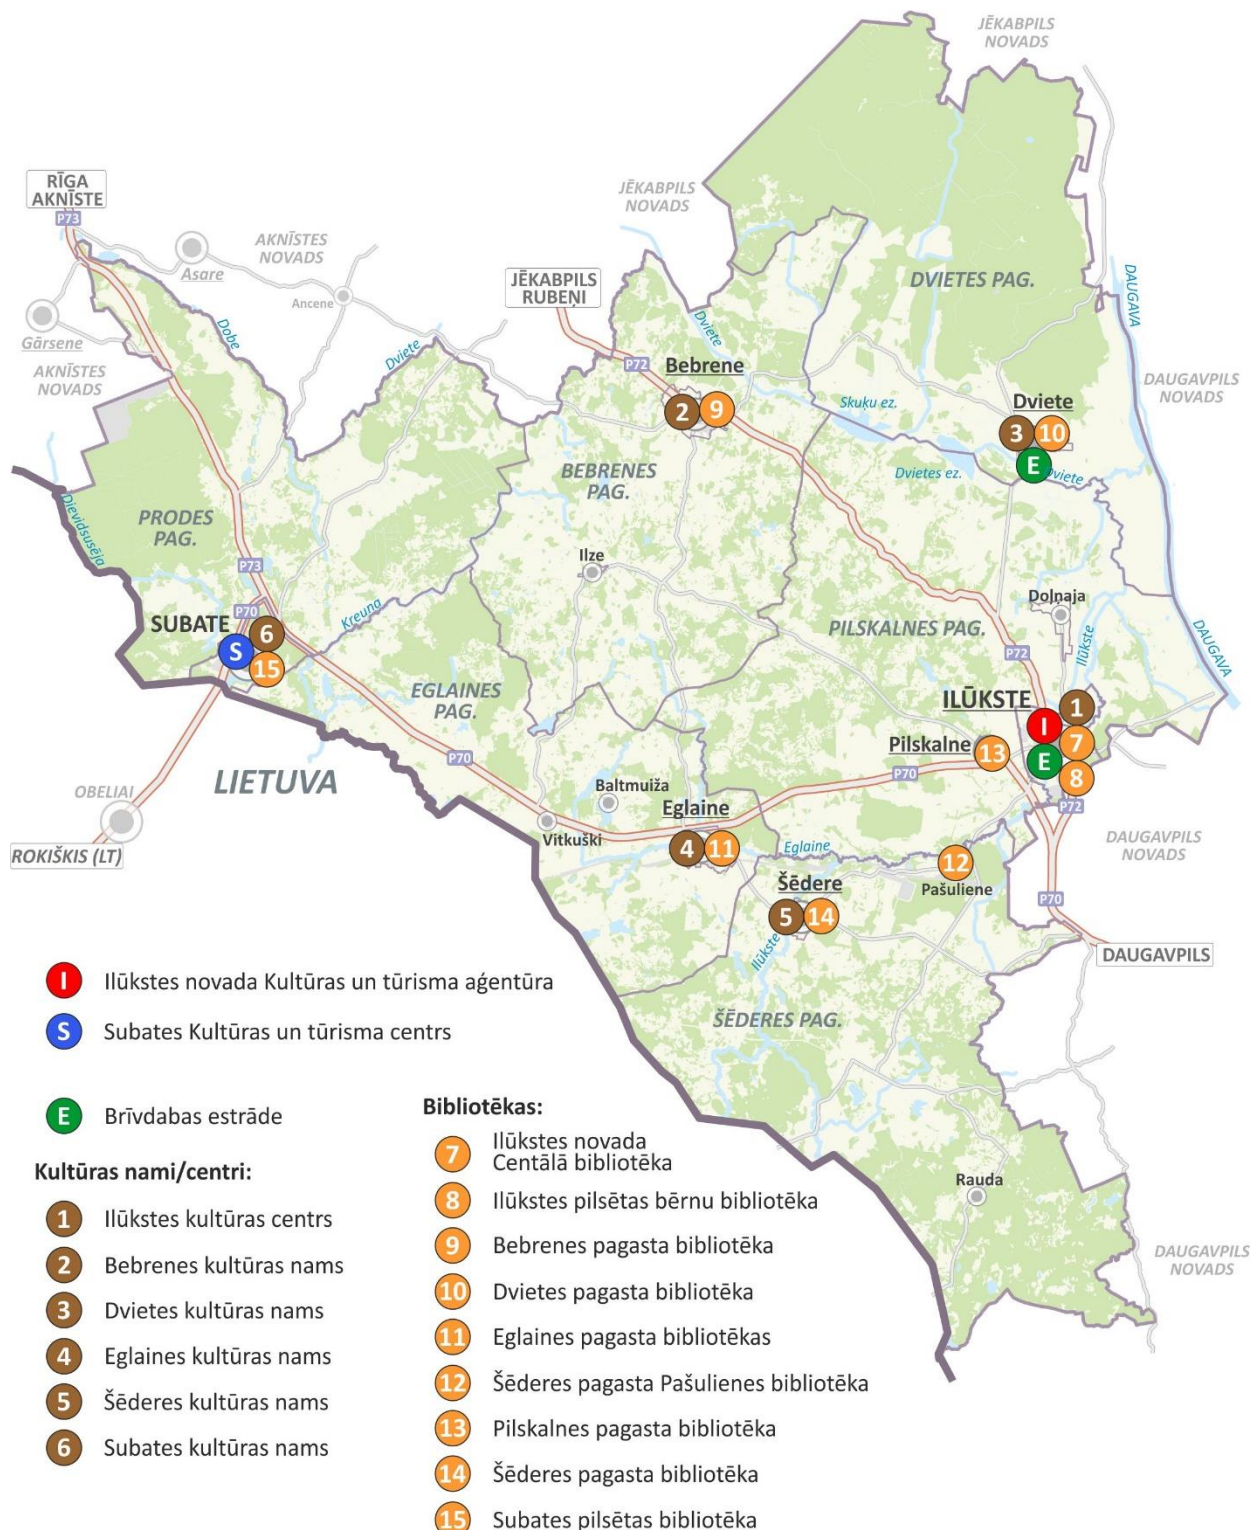 JĒKABPILS
NOVADS
RĪGA
AKNĪSTE
P73
JĒKABPILS
NOVADS
AKNĪSTES
NOVADS
Asare
Ancene
Gārsene
AKNĪSTES
NOVADS
Dobe
Dviete
JĒKABPILS
RUBEŅI
P72
Dviete
Bebrene
2
9
DVIETES PAG.
DAUGAVA
DAUGAVPILS
NOVADS
Skuķu ez.
Dviete
3
10
E
Dvietes ez.
Dviete
BEBRENES
PAG.
Dievidsusēja
PRODES
PAG.
P73
Ilze
P70
Kreuna
SUBATE
6
S
15
Dolnaja
PILSKALNES PAG.
P72
Ilūkste
DAUGAVA
EGLAINES
PAG.
ILŪKSTE
1
I
7
E
8
Pilskalne
13
P70
P70
P72
LIETUVA
OBELIAI
ROKIŠKIS (LT)
Baltmuiža
Vitkuški
Eglaine
4
11
Eglaine
12
Pašuliene
DAUGAVPILS
NOVADS
Šēdere
5
14
P70
Ilūkste
DAUGAVPILS
ŠĒDERES PAG.
Rauda
DAUGAVPILS
NOVADS
I Ilūkstes novada Kultūras un tūrisma aģentūra
S Subates Kultūras un tūrisma centrs
E Brīvdabas estrāde
Kultūras nami/centri:
1 Ilūkstes kultūras centrs
2 Bebrenes kultūras nams
3 Dvietes kultūras nams
4 Eglaines kultūras nams
5 Šēderes kultūras nams
6 Subates kultūras nams
Bibliotēkas:
7 Ilūkstes novada
Centālā bibliotēka
8 Ilūkstes pilsētas bērnu bibliotēka
9 Bebrenes pagasta bibliotēka
10 Dvietes pagasta bibliotēka
11 Eglaines pagasta bibliotēkas
12 Šēderes pagasta Pašulienes bibliotēka
13 Pilskalnes pagasta bibliotēka
14 Šēderes pagasta bibliotēka
15 Subates pilsētas bibliotēka